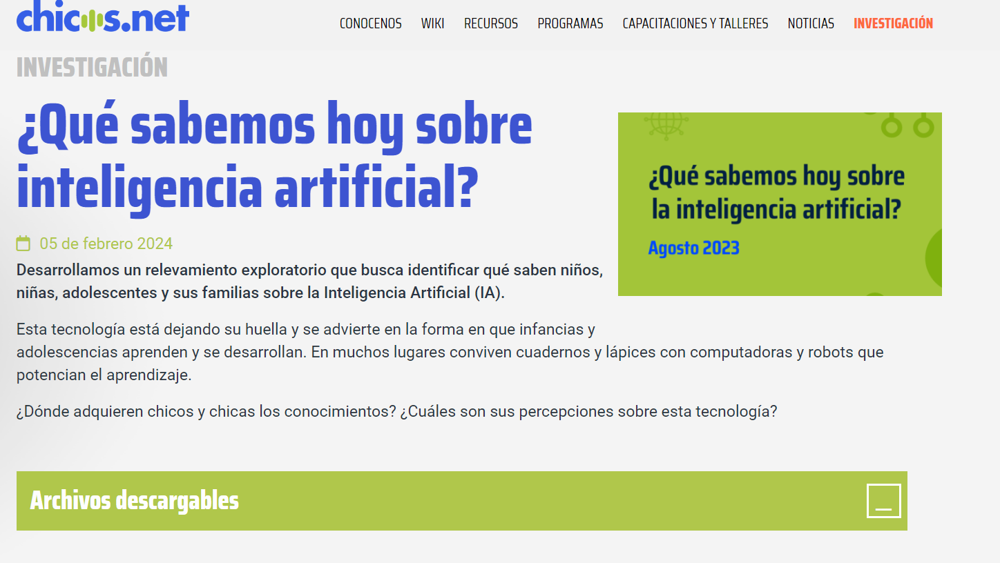 chicos.net
CONOCENOS WIKI RECURSOS PROGRAMAS CAPACITACIONES Y TALLERES NOTICIAS INVESTIGACIÓN
INVESTIGACIÓN
¿Qué sabemos hoy sobre
inteligencia artificial?
05 de febrero 2024
¿Qué sabemos hoy sobre
la inteligencia artificial?
Agosto 2023
Desarrollamos un relevamiento exploratorio que busca identificar qué saben niños,
niñas, adolescentes y sus familias sobre la Inteligencia Artificial (IA).
Esta tecnología está dejando su huella y se advierte en la forma en que infancias y
adolescencias aprenden y se desarrollan. En muchos lugares conviven cuadernos y lápices con computadoras y robots que
potencian el aprendizaje.
¿Dónde adquieren chicos y chicas los conocimientos? ¿Cuáles son sus percepciones sobre esta tecnología?
Archivos descargables